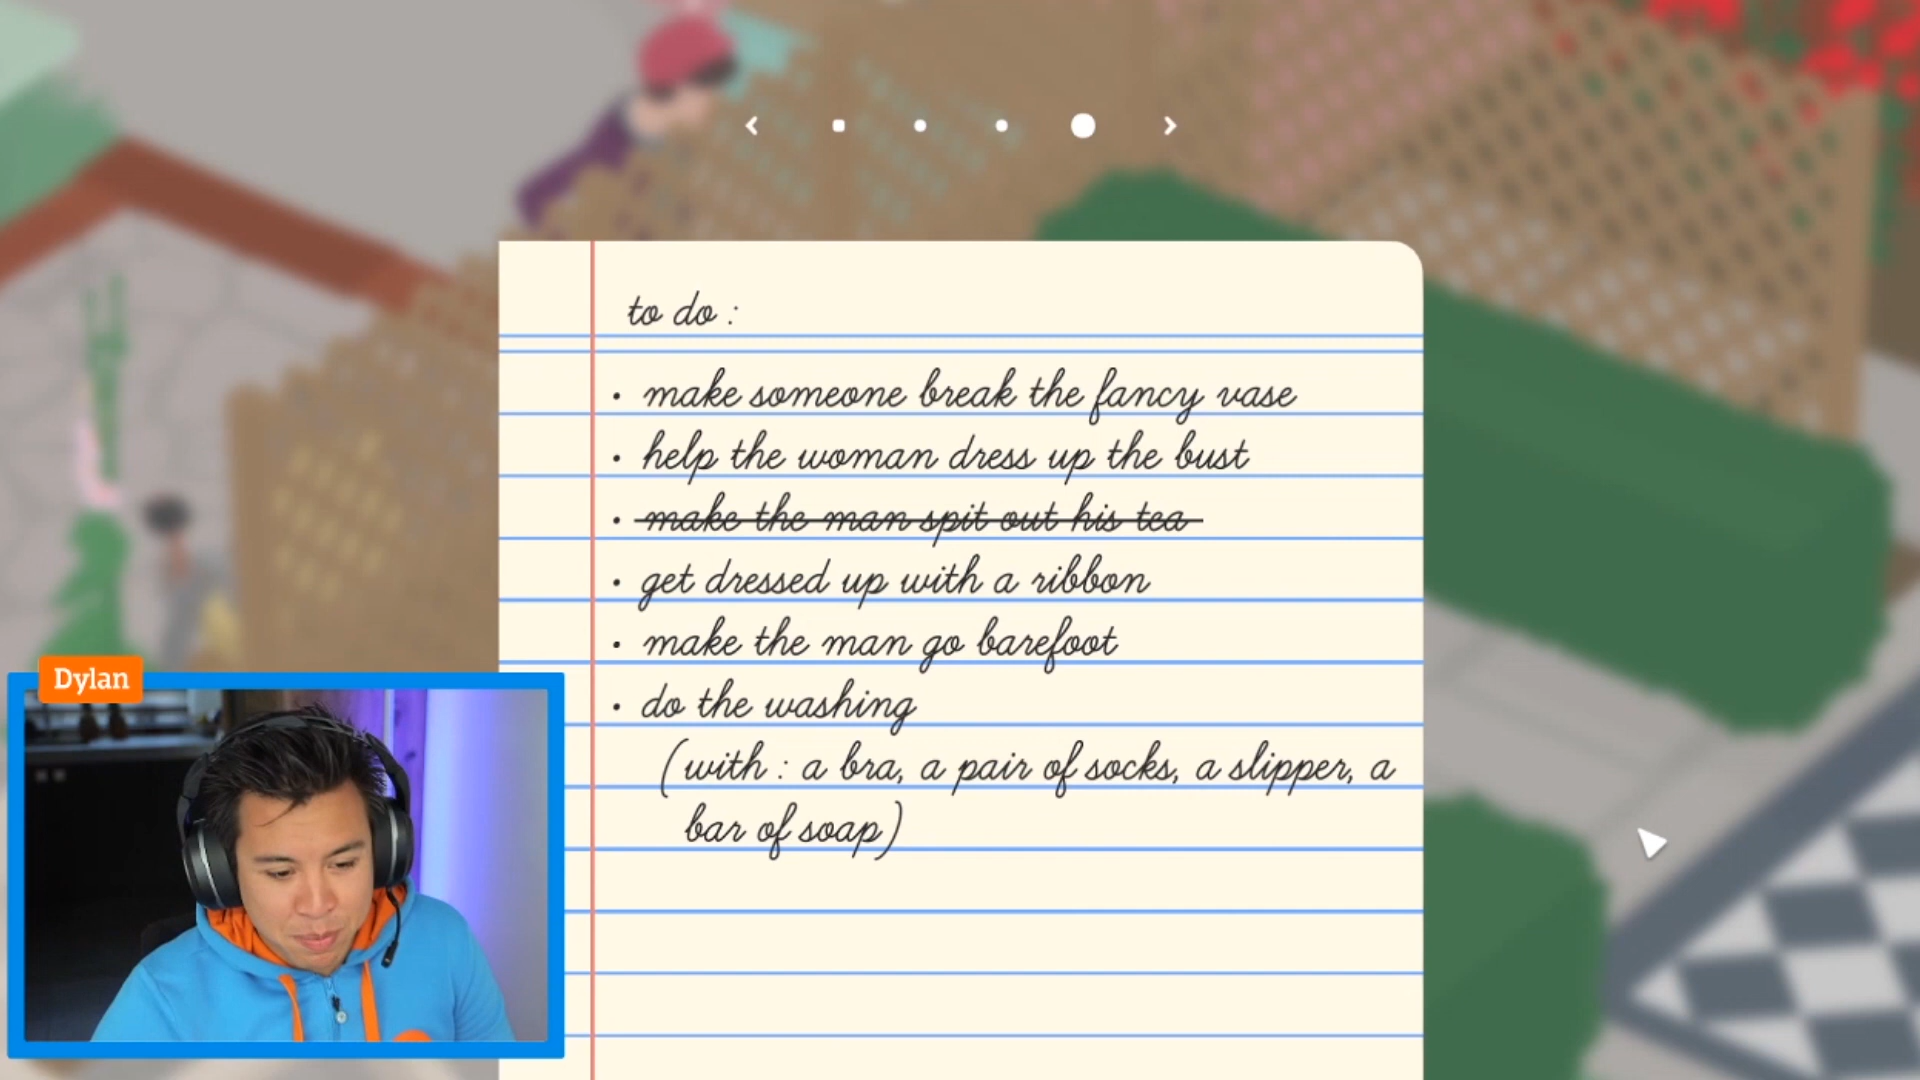 to do :
• make someone break the fancy vase
• help the woman dress up the bust
• make the man spit out his tea
• get dressed up with a ribbon
• make the man go barefoot
• do the washing
(with : a bra, a pair of socks, a slipper, a
bar of soap)
Dylan